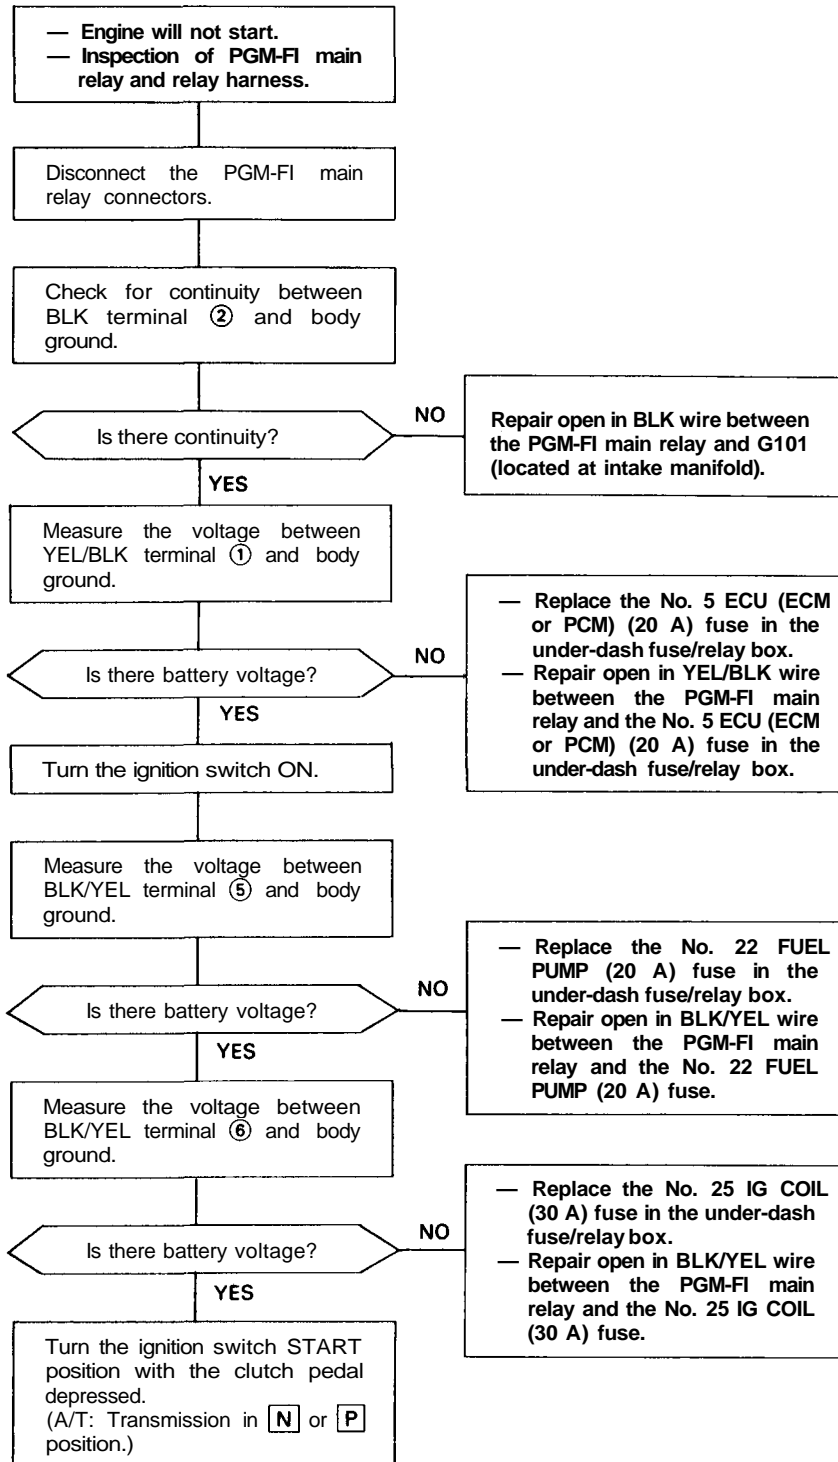 — Engine will not start.
— Inspection of PGM-FI main
relay and relay harness.
Disconnect the PGM-FI main
relay connectors.
Check for continuity between
BLK terminal ② and body
ground.
Is there continuity?
NO
Repair open in BLK wire between
the PGM-FI main relay and G101
(located at intake manifold).
YES
Measure the voltage between
YEL/BLK terminal ① and body
ground.
Is there battery voltage?
NO
— Replace the No. 5 ECU (ECM
or PCM) (20 A) fuse in the
under-dash fuse/relay box.
— Repair open in YEL/BLK wire
between the PGM-FI main
relay and the No. 5 ECU (ECM
or PCM) (20 A) fuse in the
under-dash fuse/relay box.
YES
Turn the ignition switch ON.
Measure the voltage between
BLK/YEL terminal ⑤ and body
ground.
Is there battery voltage?
NO
— Replace the No. 22 FUEL
PUMP (20 A) fuse in the
under-dash fuse/relay box.
— Repair open in BLK/YEL wire
between the PGM-FI main
relay and the No. 22 FUEL
PUMP (20 A) fuse.
YES
Measure the voltage between
BLK/YEL terminal ⑥ and body
ground.
Is there battery voltage?
NO
— Replace the No. 25 IG COIL
(30 A) fuse in the under-dash
fuse/relay box.
— Repair open in BLK/YEL wire
between the PGM-FI main
relay and the No. 25 IG COIL
(30 A) fuse.
YES
Turn the ignition switch START
position with the clutch pedal
depressed.
(A/T: Transmission in N or P
position.)